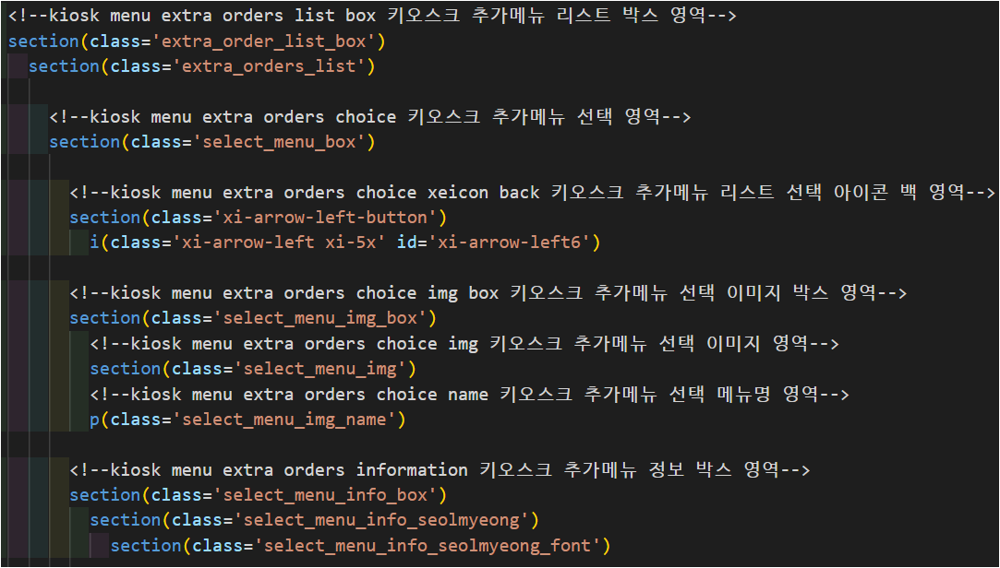 <!--kiosk menu extra orders list box 키오스크 추가메뉴 리스트 박스 영역-->
section(class='extra_order_list_box')
section(class='extra_orders_list')
<!--kiosk menu extra orders choice 키오스크 추가메뉴 선택 영역-->
section(class='select_menu_box')
<!--kiosk menu extra orders choice xeicon back 키오스크 추가메뉴 리스트 선택 아이콘 백 영역-->
section(class='xi-arrow-left-button')
i(class='xi-arrow-left xi-5x' id='xi-arrow-left6')
<!--kiosk menu extra orders choice img box 키오스크 추가메뉴 선택 이미지 박스 영역-->
section(class='select_menu_img_box')
<!--kiosk menu extra orders choice img 키오스크 추가메뉴 선택 이미지 영역-->
section(class='select_menu_img')
<!--kiosk menu extra orders choice name 키오스크 추가메뉴 선택 메뉴명 영역-->
p(class='select_menu_img_name')
<!--kiosk menu extra orders information 키오스크 추가메뉴 정보 박스 영역-->
section(class='select_menu_info_box')
section(class='select_menu_info_seolmyeong')
section(class='select_menu_info_seolmyeong_font')